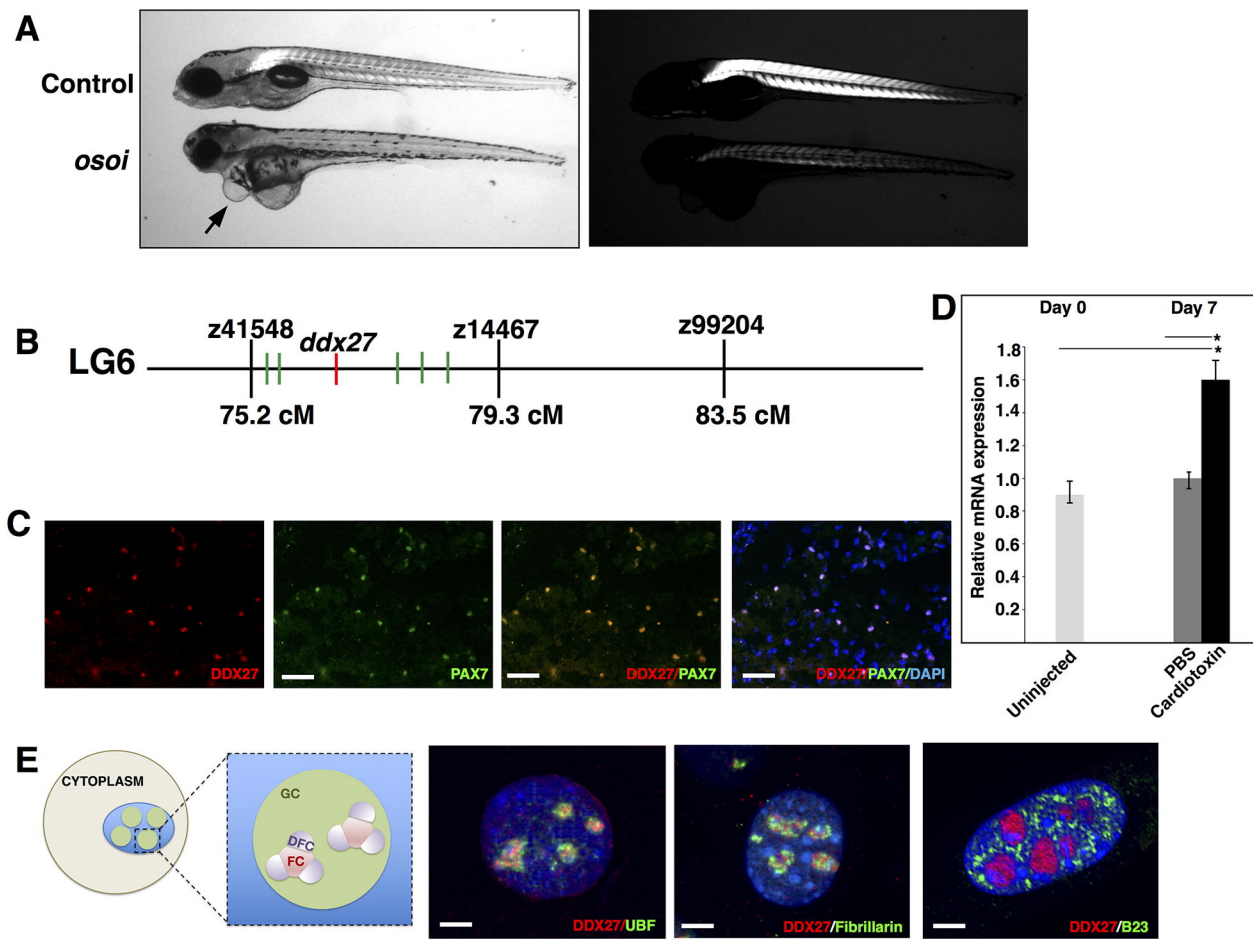 A
Control
osoi
B
LG6
z41548
ddx27
z14467
z99204
75.2 cM
79.3 cM
83.5 cM
C
DDX27
PAX7
DDX27/PAX7
DDX27/PAX7/DAPI
D
Day 0
Day 7
*
*
Relative mRNA expression
1.8
1.6
1.4
1.2
1.0
0.8
0.6
0.4
0.2
Uninjected
PBS
Cardiotoxin
E
CYTOPLASM
GC
DFC
FC
DDX27/UBF
DDX27/Fibrillarin
DDX27/B23